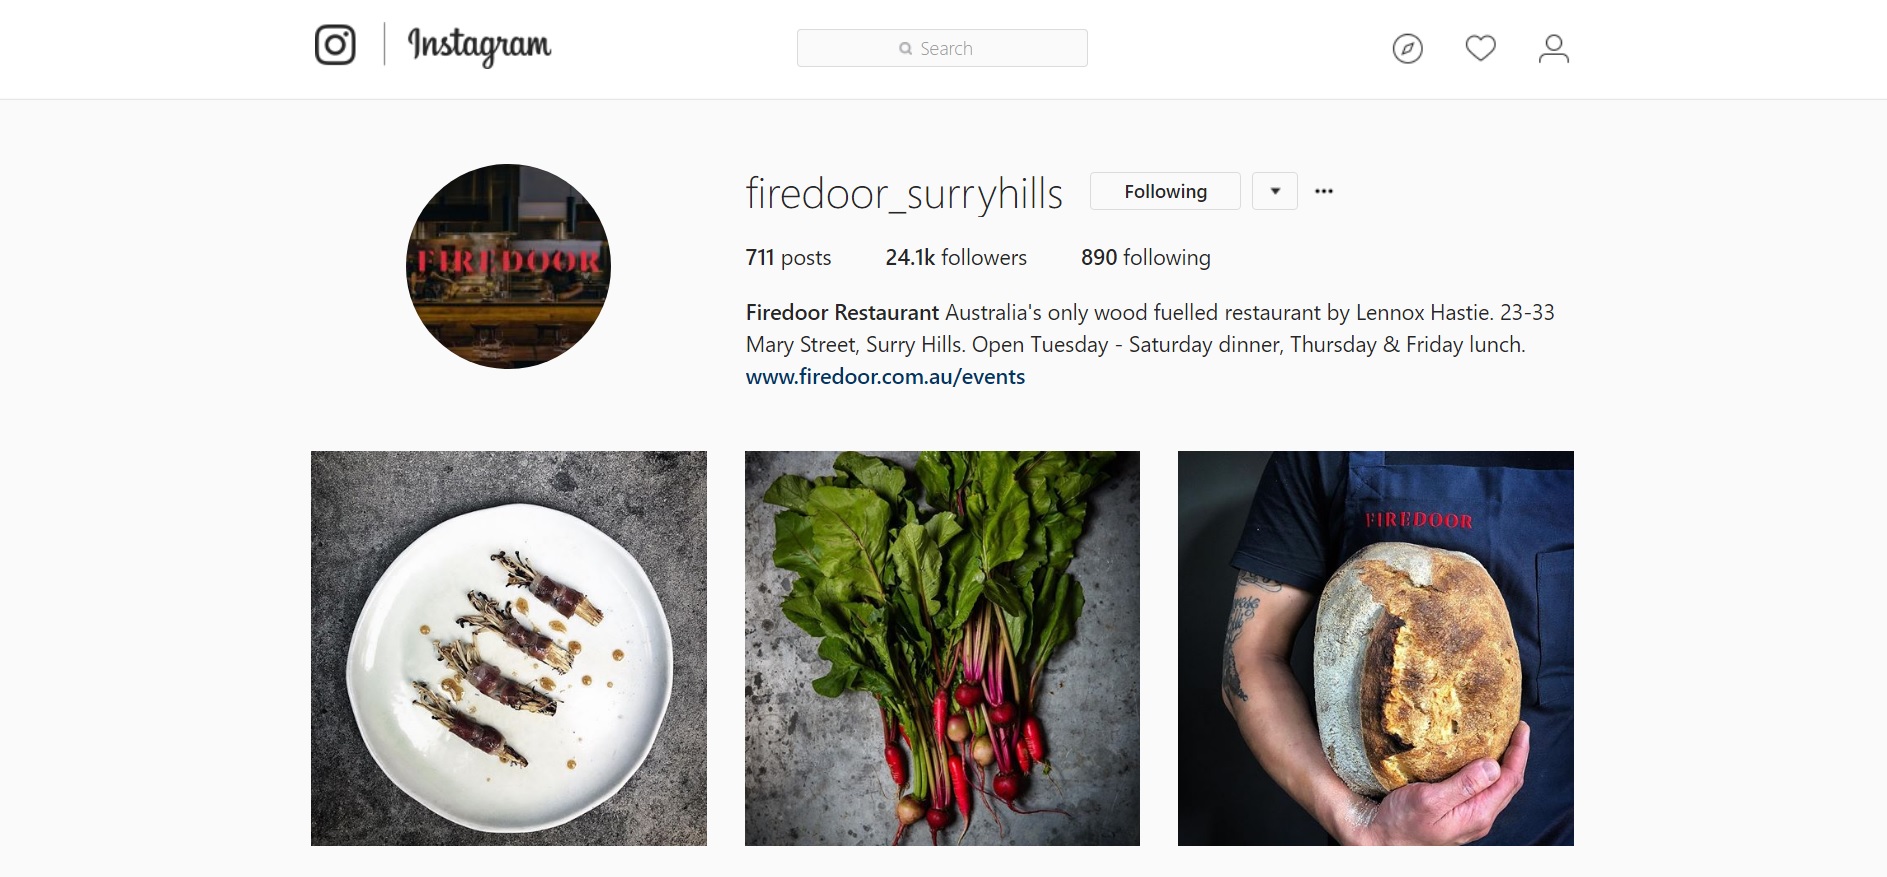 Instagram
Search
firedoor_surryhills Following
711 posts 24.1k followers 890 following
Firedoor Restaurant Australia's only wood fuelled restaurant by Lennox Hastie. 23-33
Mary Street, Surry Hills. Open Tuesday - Saturday dinner, Thursday & Friday lunch.
www.firedoor.com.au/events
FIREDOOR
FIREDOOR